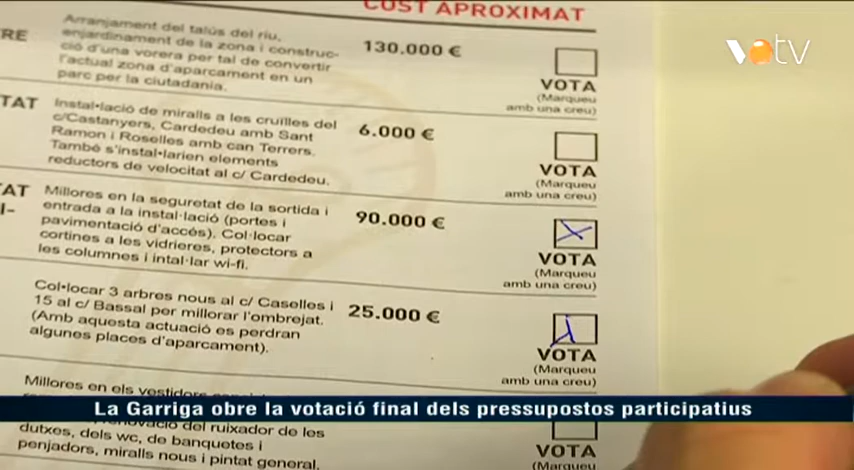 COST APROXIMAT
votv
Arranjament del talús del riu,
enjardinament de la zona i construc-
ció d'una vorera per tal de convertir
l'actual zona d'aparcament en un
parc per la ciutadania.
RE
130.000 €
VOTA
(Marqueu
amb una creu)
TAT
Instal·lació de miralls a les cruïlles del
c/Castanyers, Cardedeu amb Sant
Ramon i Roselles amb can Terrers.
També s'instal·larien elements
reductors de velocitat al c/ Cardedeu.
6.000 €
VOTA
(Marqueu
amb una creu)
TAT
I-
Millores en la seguretat de la sortida i
entrada a la instal·lació (portes i
pavimentació d'accés). Col·locar
cortines a les vidrieres, protectors a
les columnes i intal·lar wi-fi.
90.000 €
VOTA
(Marqueu
amb una creu)
Col·locar 3 arbres nous al c/ Caselles i
15 al c/ Bassal per millorar l'ombrejat.
(Amb aquesta actuació es perdran
algunes places d'aparcament).
25.000 €
VOTA
(Marqueu
amb una creu)
Millores en els vestidors
La Garriga obre la votació final dels pressupostos participatius
del ruixador de les
dutxes, dels wc, de banquetes i
penjadors, miralls nous i pintat general.
VOTA
(Marqueu